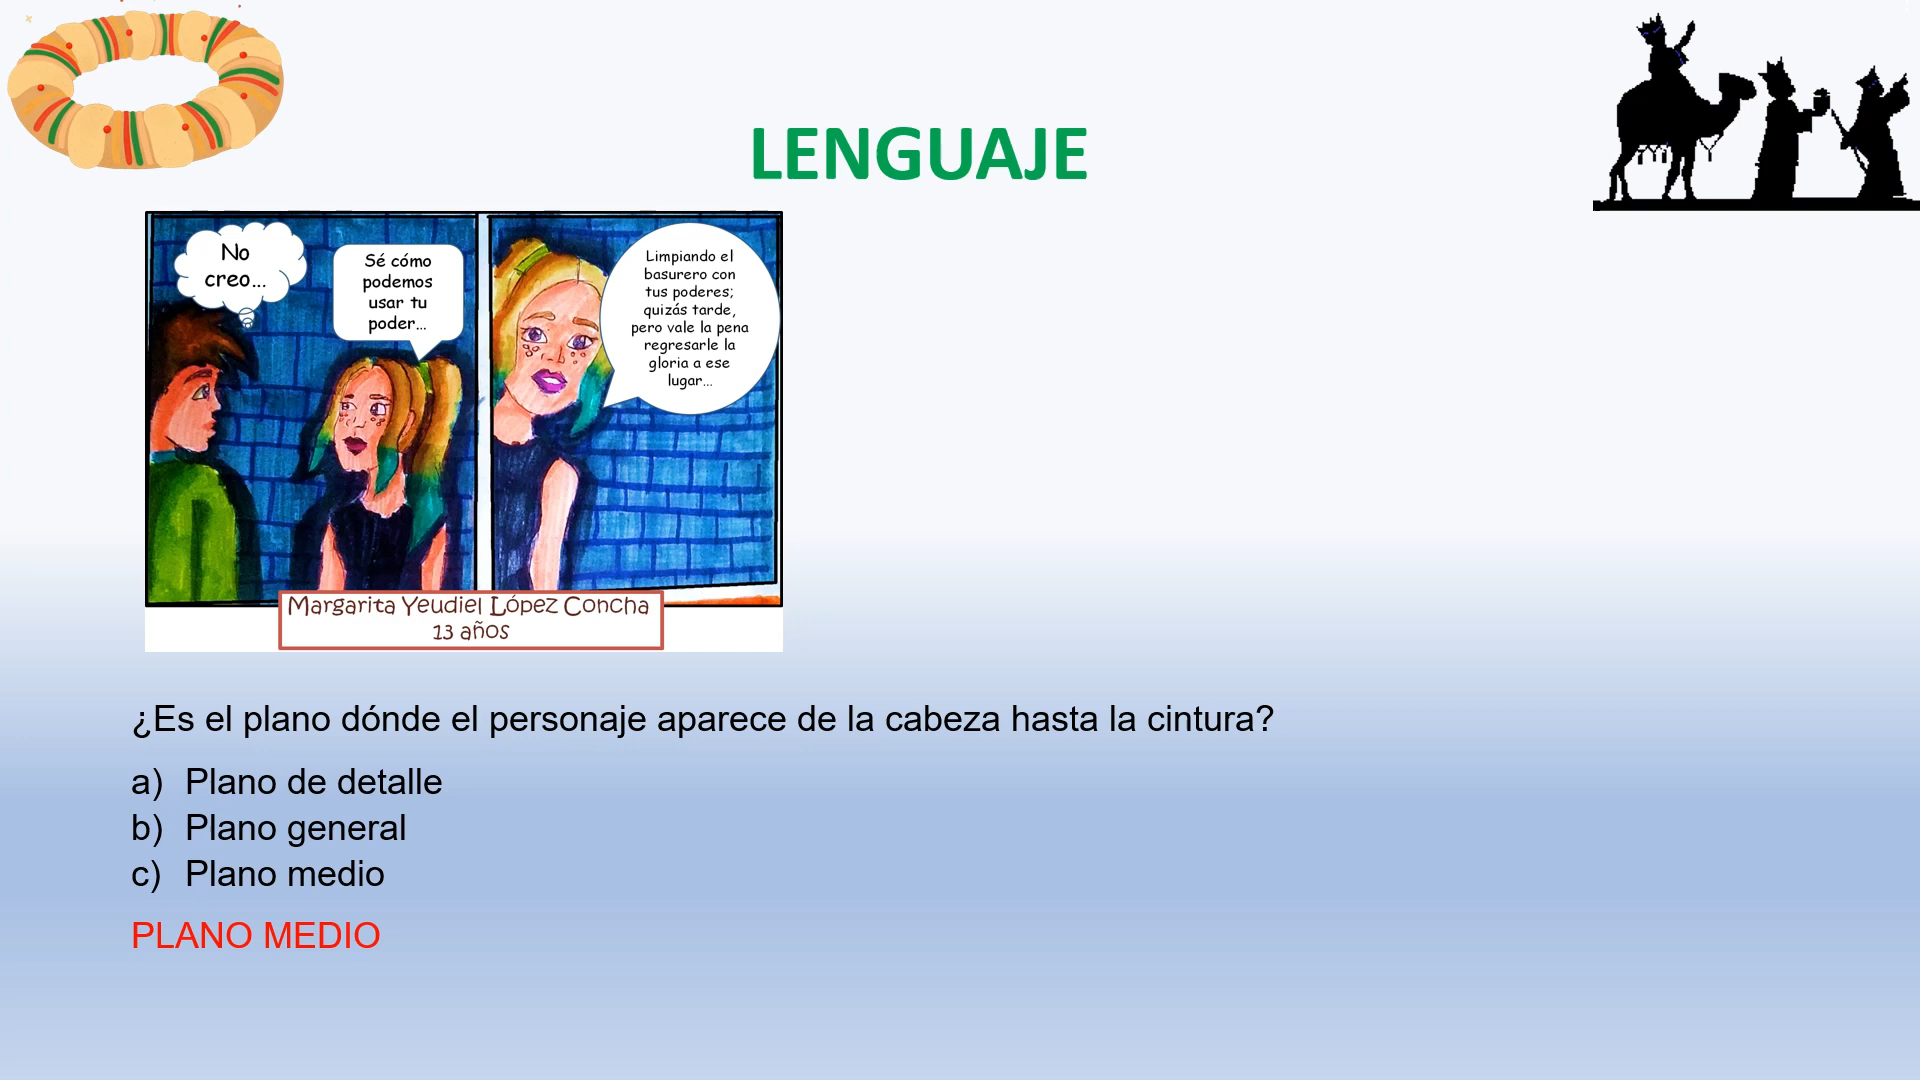 LENGUAJE
No
creo...
Sé cómo
podemos
usar tu
poder...
Limpiando el
basurero con
tus poderes;
quizás tarde,
pero vale la pena
regresarle la
gloria a ese
lugar...
Margarita Yeudiel López Concha
13 años
¿Es el plano dónde el personaje aparece de la cabeza hasta la cintura?
a) Plano de detalle
b) Plano general
c) Plano medio
PLANO MEDIO